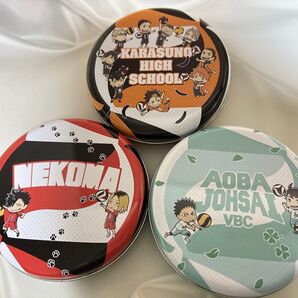 KARASUNO
HIGH
SCHOOL
NEKOMA
AOBA
JOHSAI
VBC